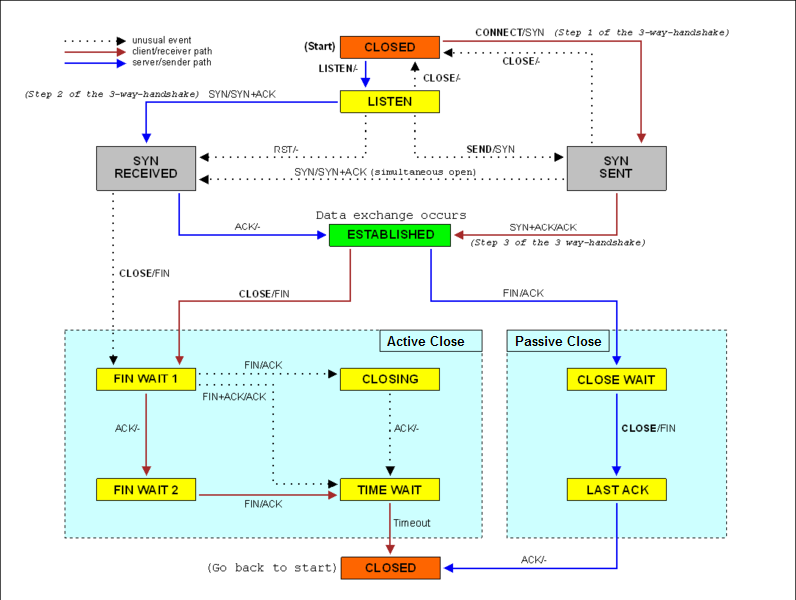 unusual event
client/receiver path
server/sender path
(Start)
CLOSED
CONNECT/SYN (Step 1 of the 3-way-handshake)
CLOSE/-
LISTEN/-
CLOSE/-
(Step 2 of the 3-way-handshake) SYN/SYN+ACK
LISTEN
RST/-
SEND/SYN
SYN
RECEIVED
SYN
SENT
SYN/SYN+ACK (simultaneous open)
Data exchange occurs
ACK/-
ESTABLISHED
SYN+ACK/ACK
(Step 3 of the 3 way-handshake)
CLOSE/FIN
CLOSE/FIN
FIN/ACK
Active Close
Passive Close
FIN WAIT 1
FIN/ACK
CLOSING
CLOSE WAIT
FIN+ACK/ACK
ACK/-
ACK/-
CLOSE/FIN
FIN WAIT 2
FIN/ACK
TIME WAIT
LAST ACK
Timeout
(Go back to start)
CLOSED
ACK/-